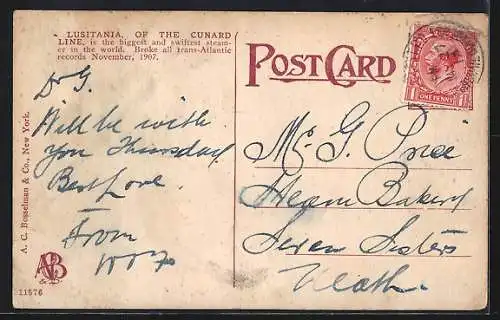 LUSITANIA, OF THE CUNARD
LINE, is the biggest and swiftest steam-
er in the world. Broke all trans-Atlantic
records November, 1907.
POST CARD
ONE PENNY
Dr G.
Will be with
you Thursday
Best Love.
From
Mr G. Price
Steam Bakery
Seven Sisters
Neath
A. C. Bosselman & Co., New York.
11576